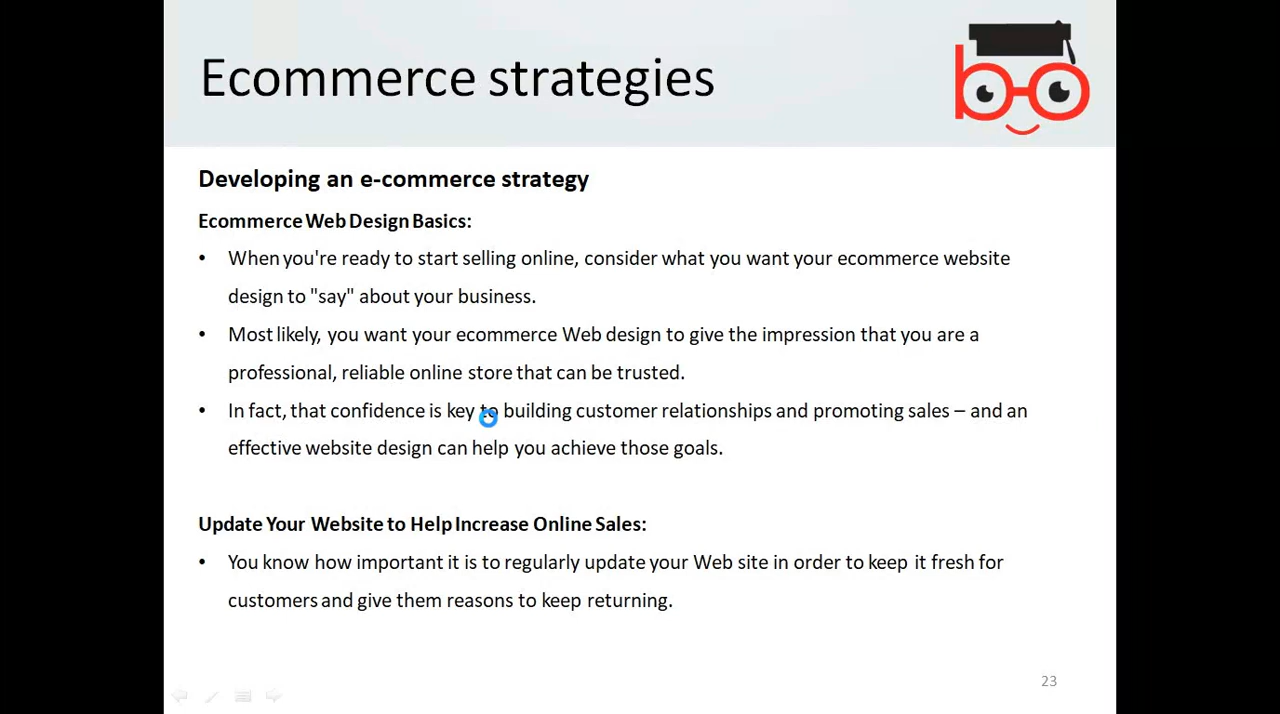 Ecommerce strategies
Developing an e-commerce strategy
Ecommerce Web Design Basics:
• When you're ready to start selling online, consider what you want your ecommerce website
design to "say" about your business.
• Most likely, you want your ecommerce Web design to give the impression that you are a
professional, reliable online store that can be trusted.
• In fact, that confidence is key to building customer relationships and promoting sales – and an
effective website design can help you achieve those goals.
Update Your Website to Help Increase Online Sales:
• You know how important it is to regularly update your Web site in order to keep it fresh for
customers and give them reasons to keep returning.
23